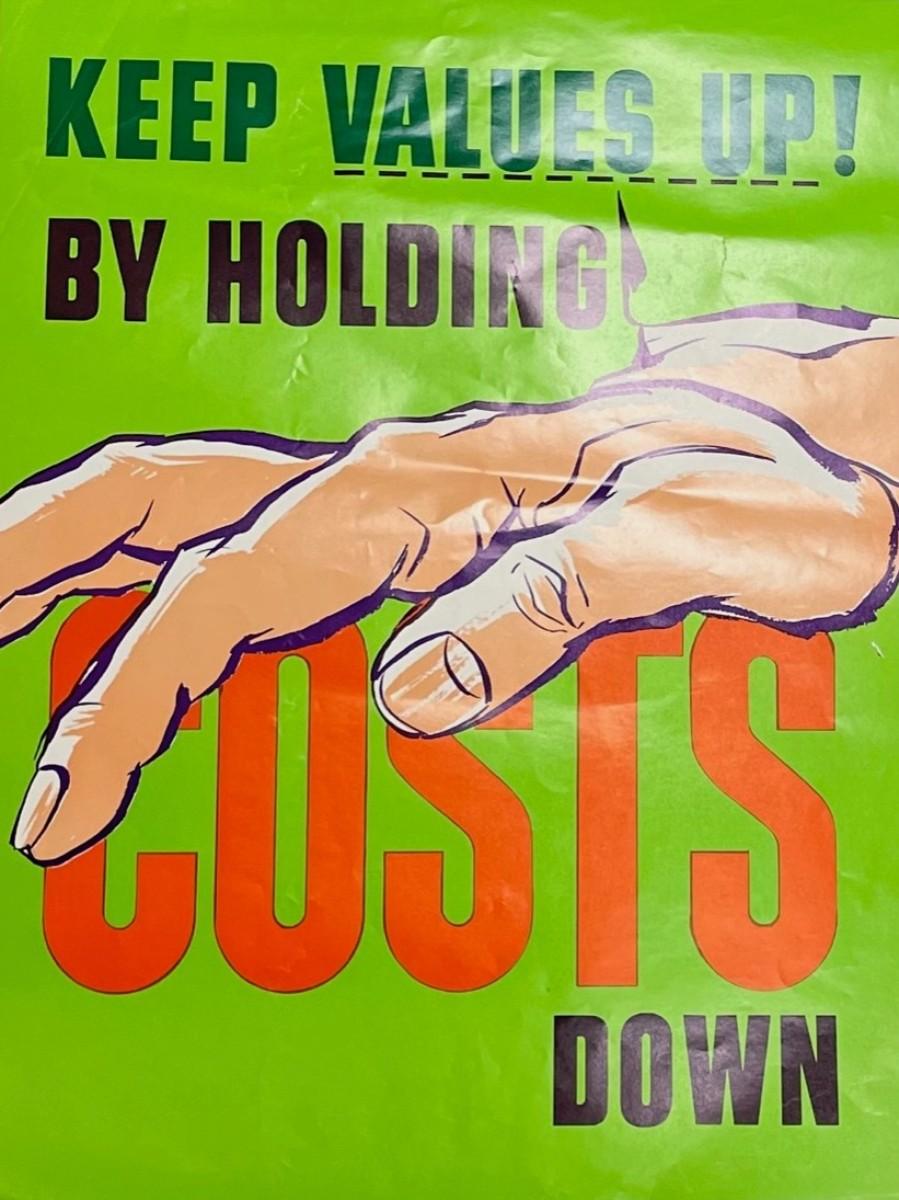 KEEP VALUES UP!
BY HOLDING
COSTS
DOWN